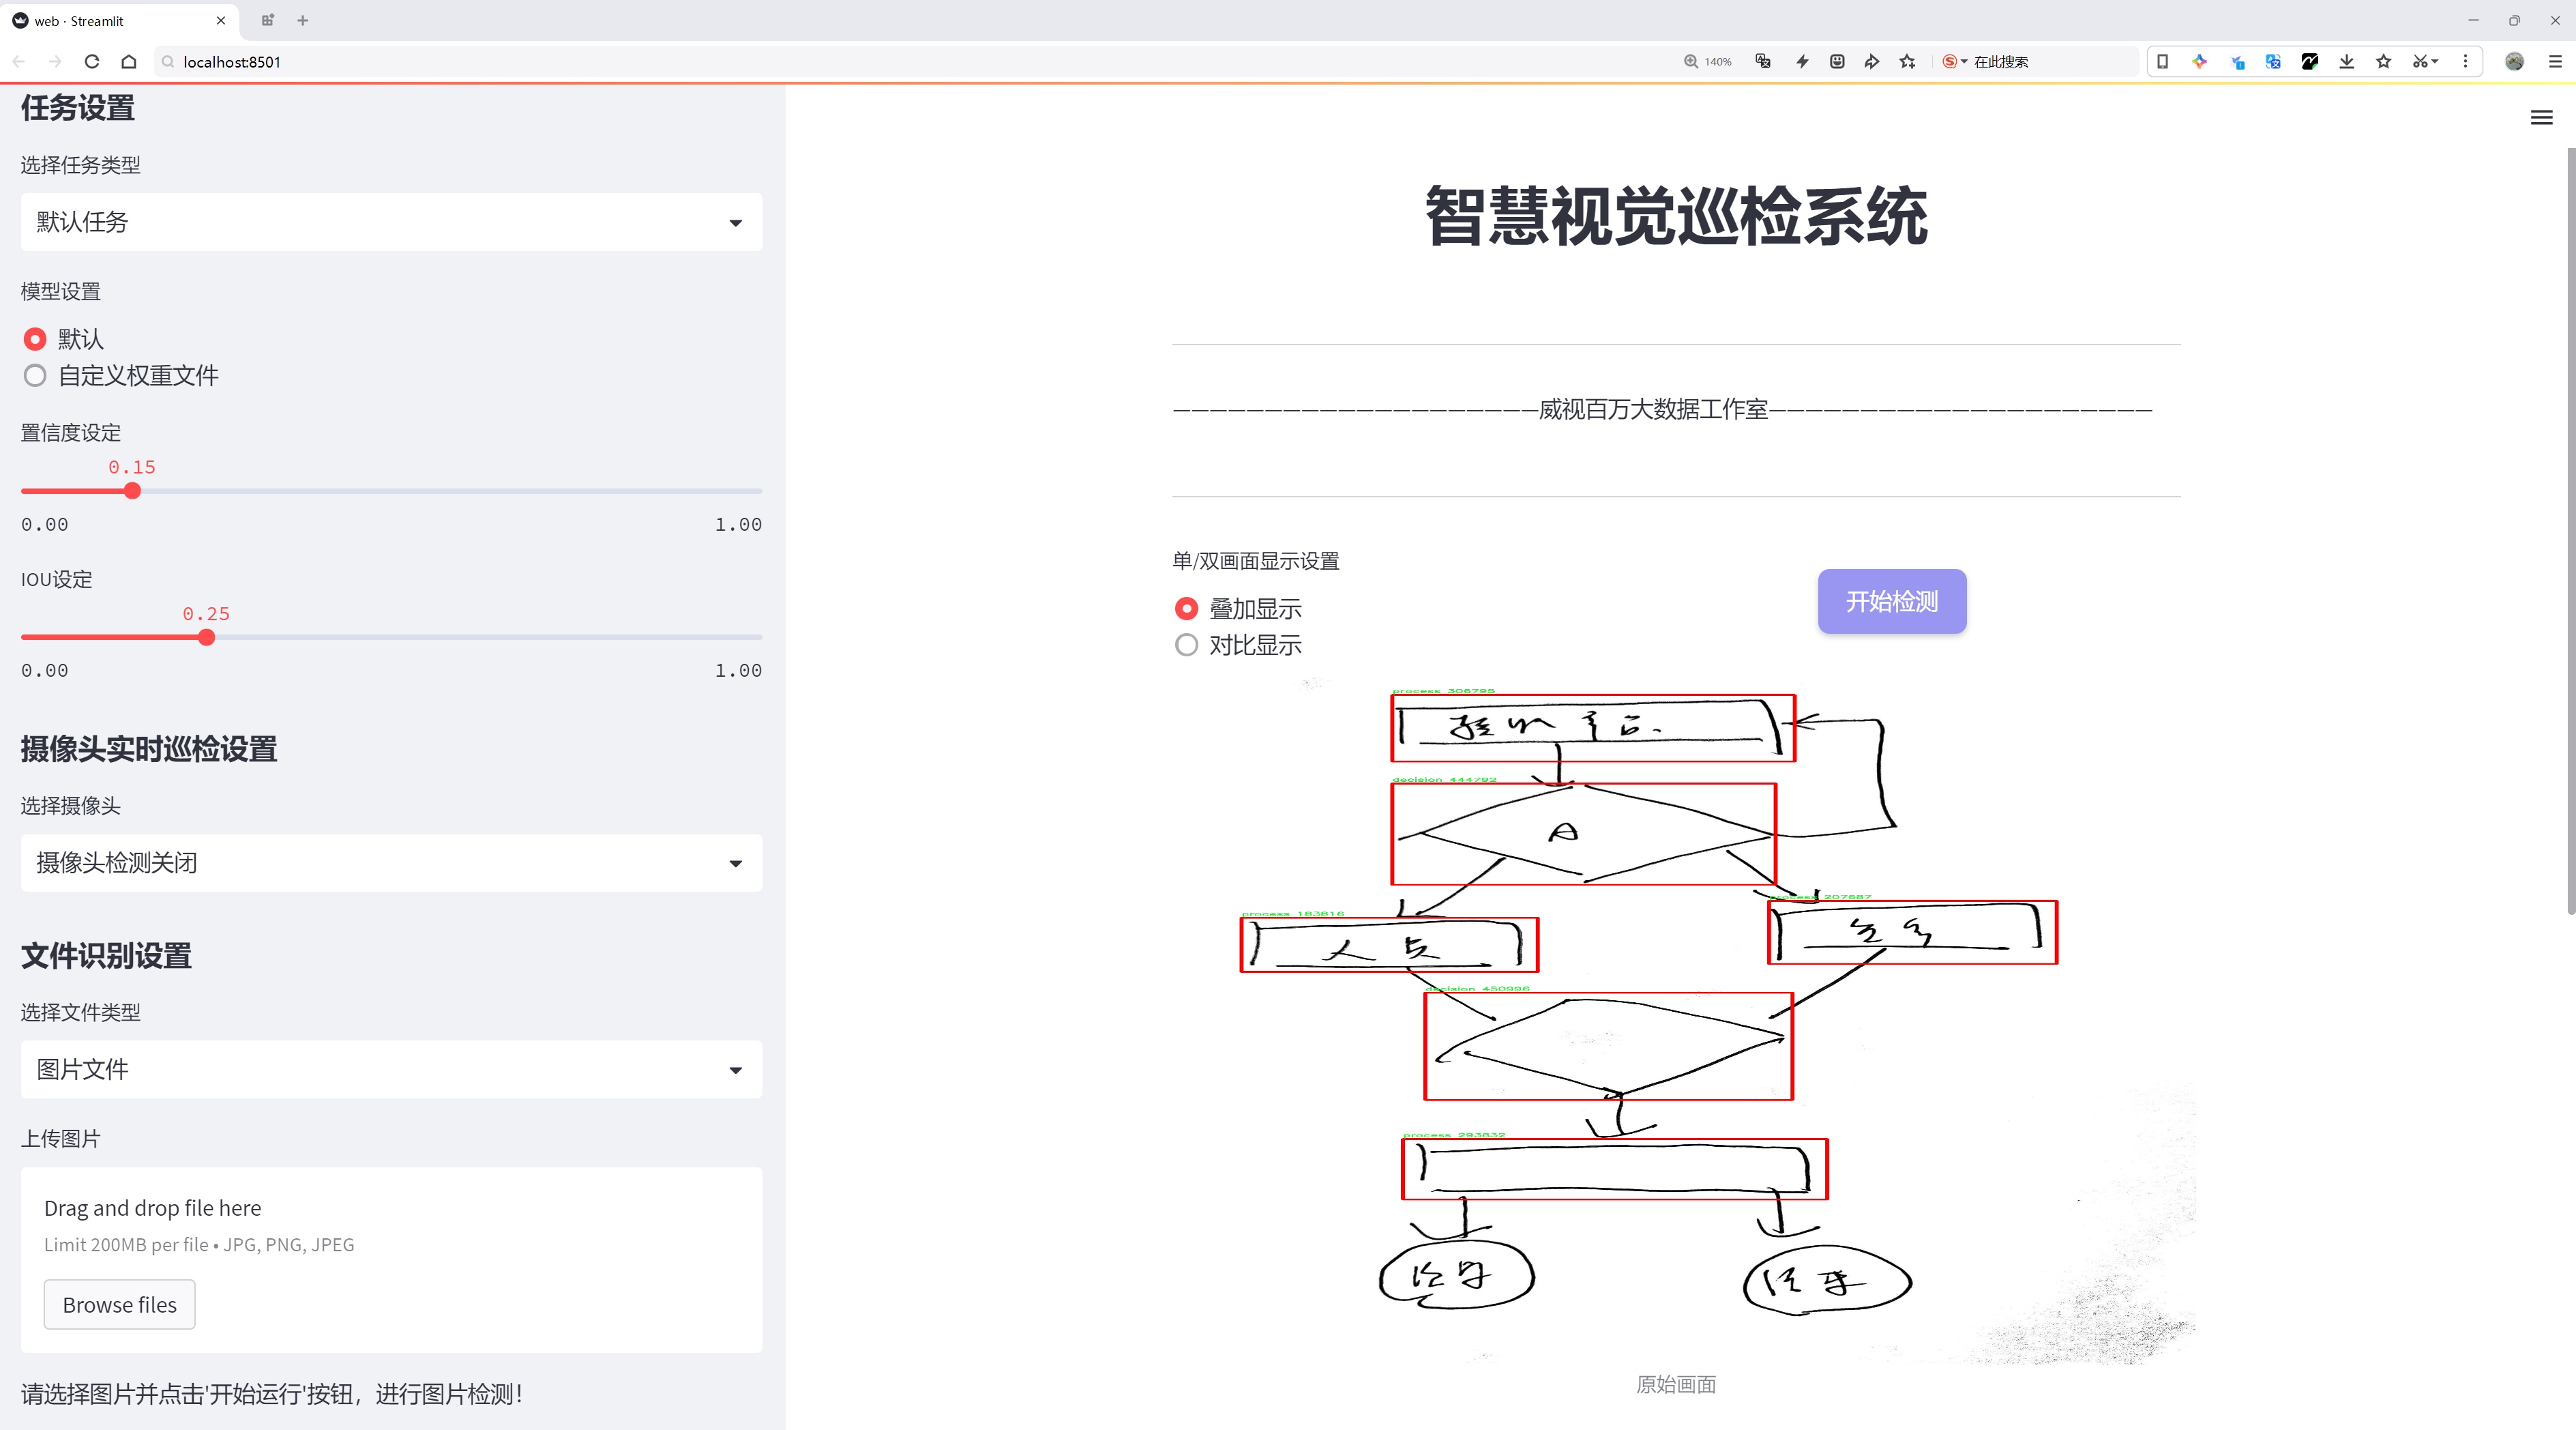 web · Streamlit
localhost:8501
140%
在此搜索
任务设置
选择任务类型
默认任务
模型设置
默认
自定义权重文件
置信度设定
0.15
0.00 1.00
IOU设定
0.25
0.00 1.00
摄像头实时巡检设置
选择摄像头
摄像头检测关闭
文件识别设置
选择文件类型
图片文件
上传图片
Drag and drop file here
Limit 200MB per file • JPG, PNG, JPEG
Browse files
请选择图片并点击'开始运行'按钮，进行图片检测！
智慧视觉巡检系统
————————————————————威视百万大数据工作室—————————————————————
单/双画面显示设置
叠加显示
对比显示
开始检测
process 306795
decision 444792
A
process 183816
process 207687
decision 450996
process 293832
原始画面